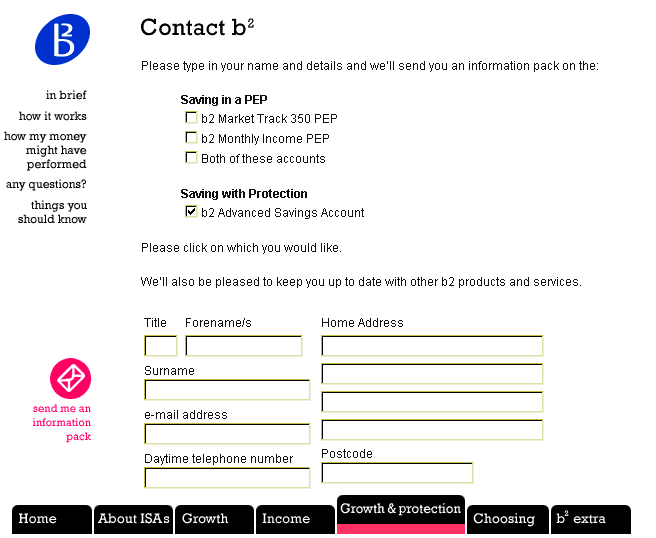 b2
Contact b²
Please type in your name and details and we'll send you an information pack on the:
in brief
how it works
how my money
might have
performed
any questions?
things you
should know
Saving in a PEP
b2 Market Track 350 PEP
b2 Monthly Income PEP
Both of these accounts
Saving with Protection
b2 Advanced Savings Account
Please click on which you would like.
We'll also be pleased to keep you up to date with other b2 products and services.
Title Forename/s Home Address
Surname
e-mail address
Daytime telephone number Postcode
send me an
information
pack
Home About ISAs Growth Income Growth & protection Choosing b² extra